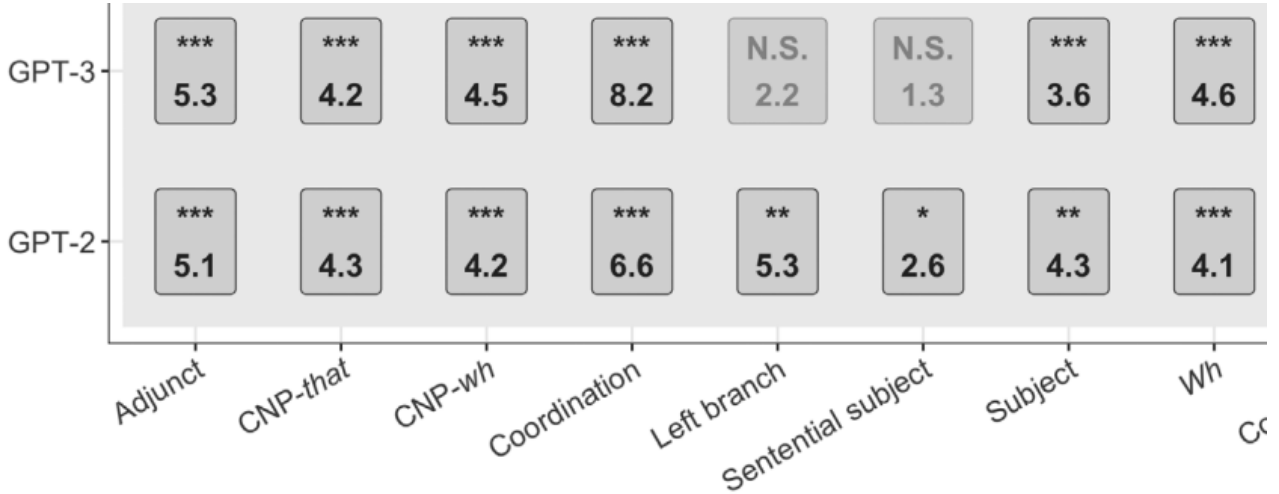 *** *** *** *** N.S. N.S. *** ***
GPT-3
5.3 4.2 4.5 8.2 2.2 1.3 3.6 4.6
*** *** *** *** ** * ** ***
GPT-2
5.1 4.3 4.2 6.6 5.3 2.6 4.3 4.1
Adjunct
CNP-that
CNP-wh
Coordination
Left branch
Sentential subject
Subject
Wh